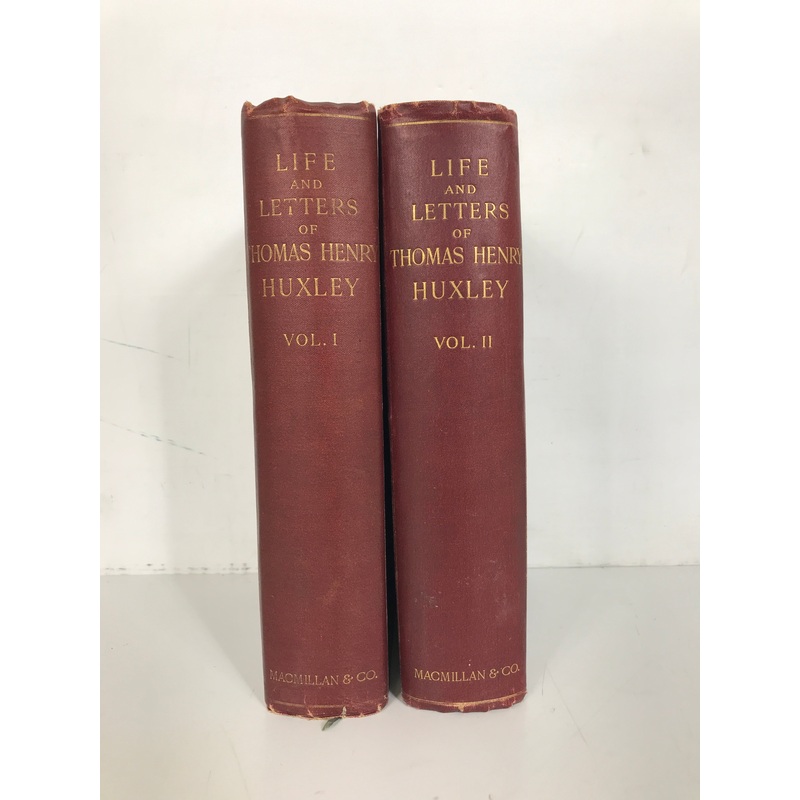 LIFE
AND
LETTERS
OF
THOMAS HENRY
HUXLEY
VOL. I
MACMILLAN & CO.
LIFE
AND
LETTERS
OF
THOMAS HENRY
HUXLEY
VOL. II
MACMILLAN & CO.